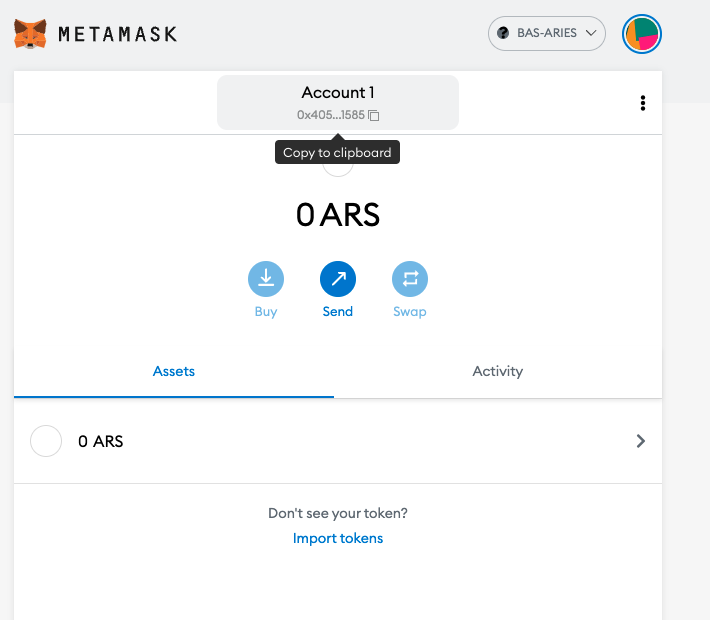 METAMASK
BAS-ARIES
Account 1
0x405...1585
Copy to clipboard
0 ARS
Buy
Send
Swap
Assets
Activity
0 ARS
Don't see your token?
Import tokens